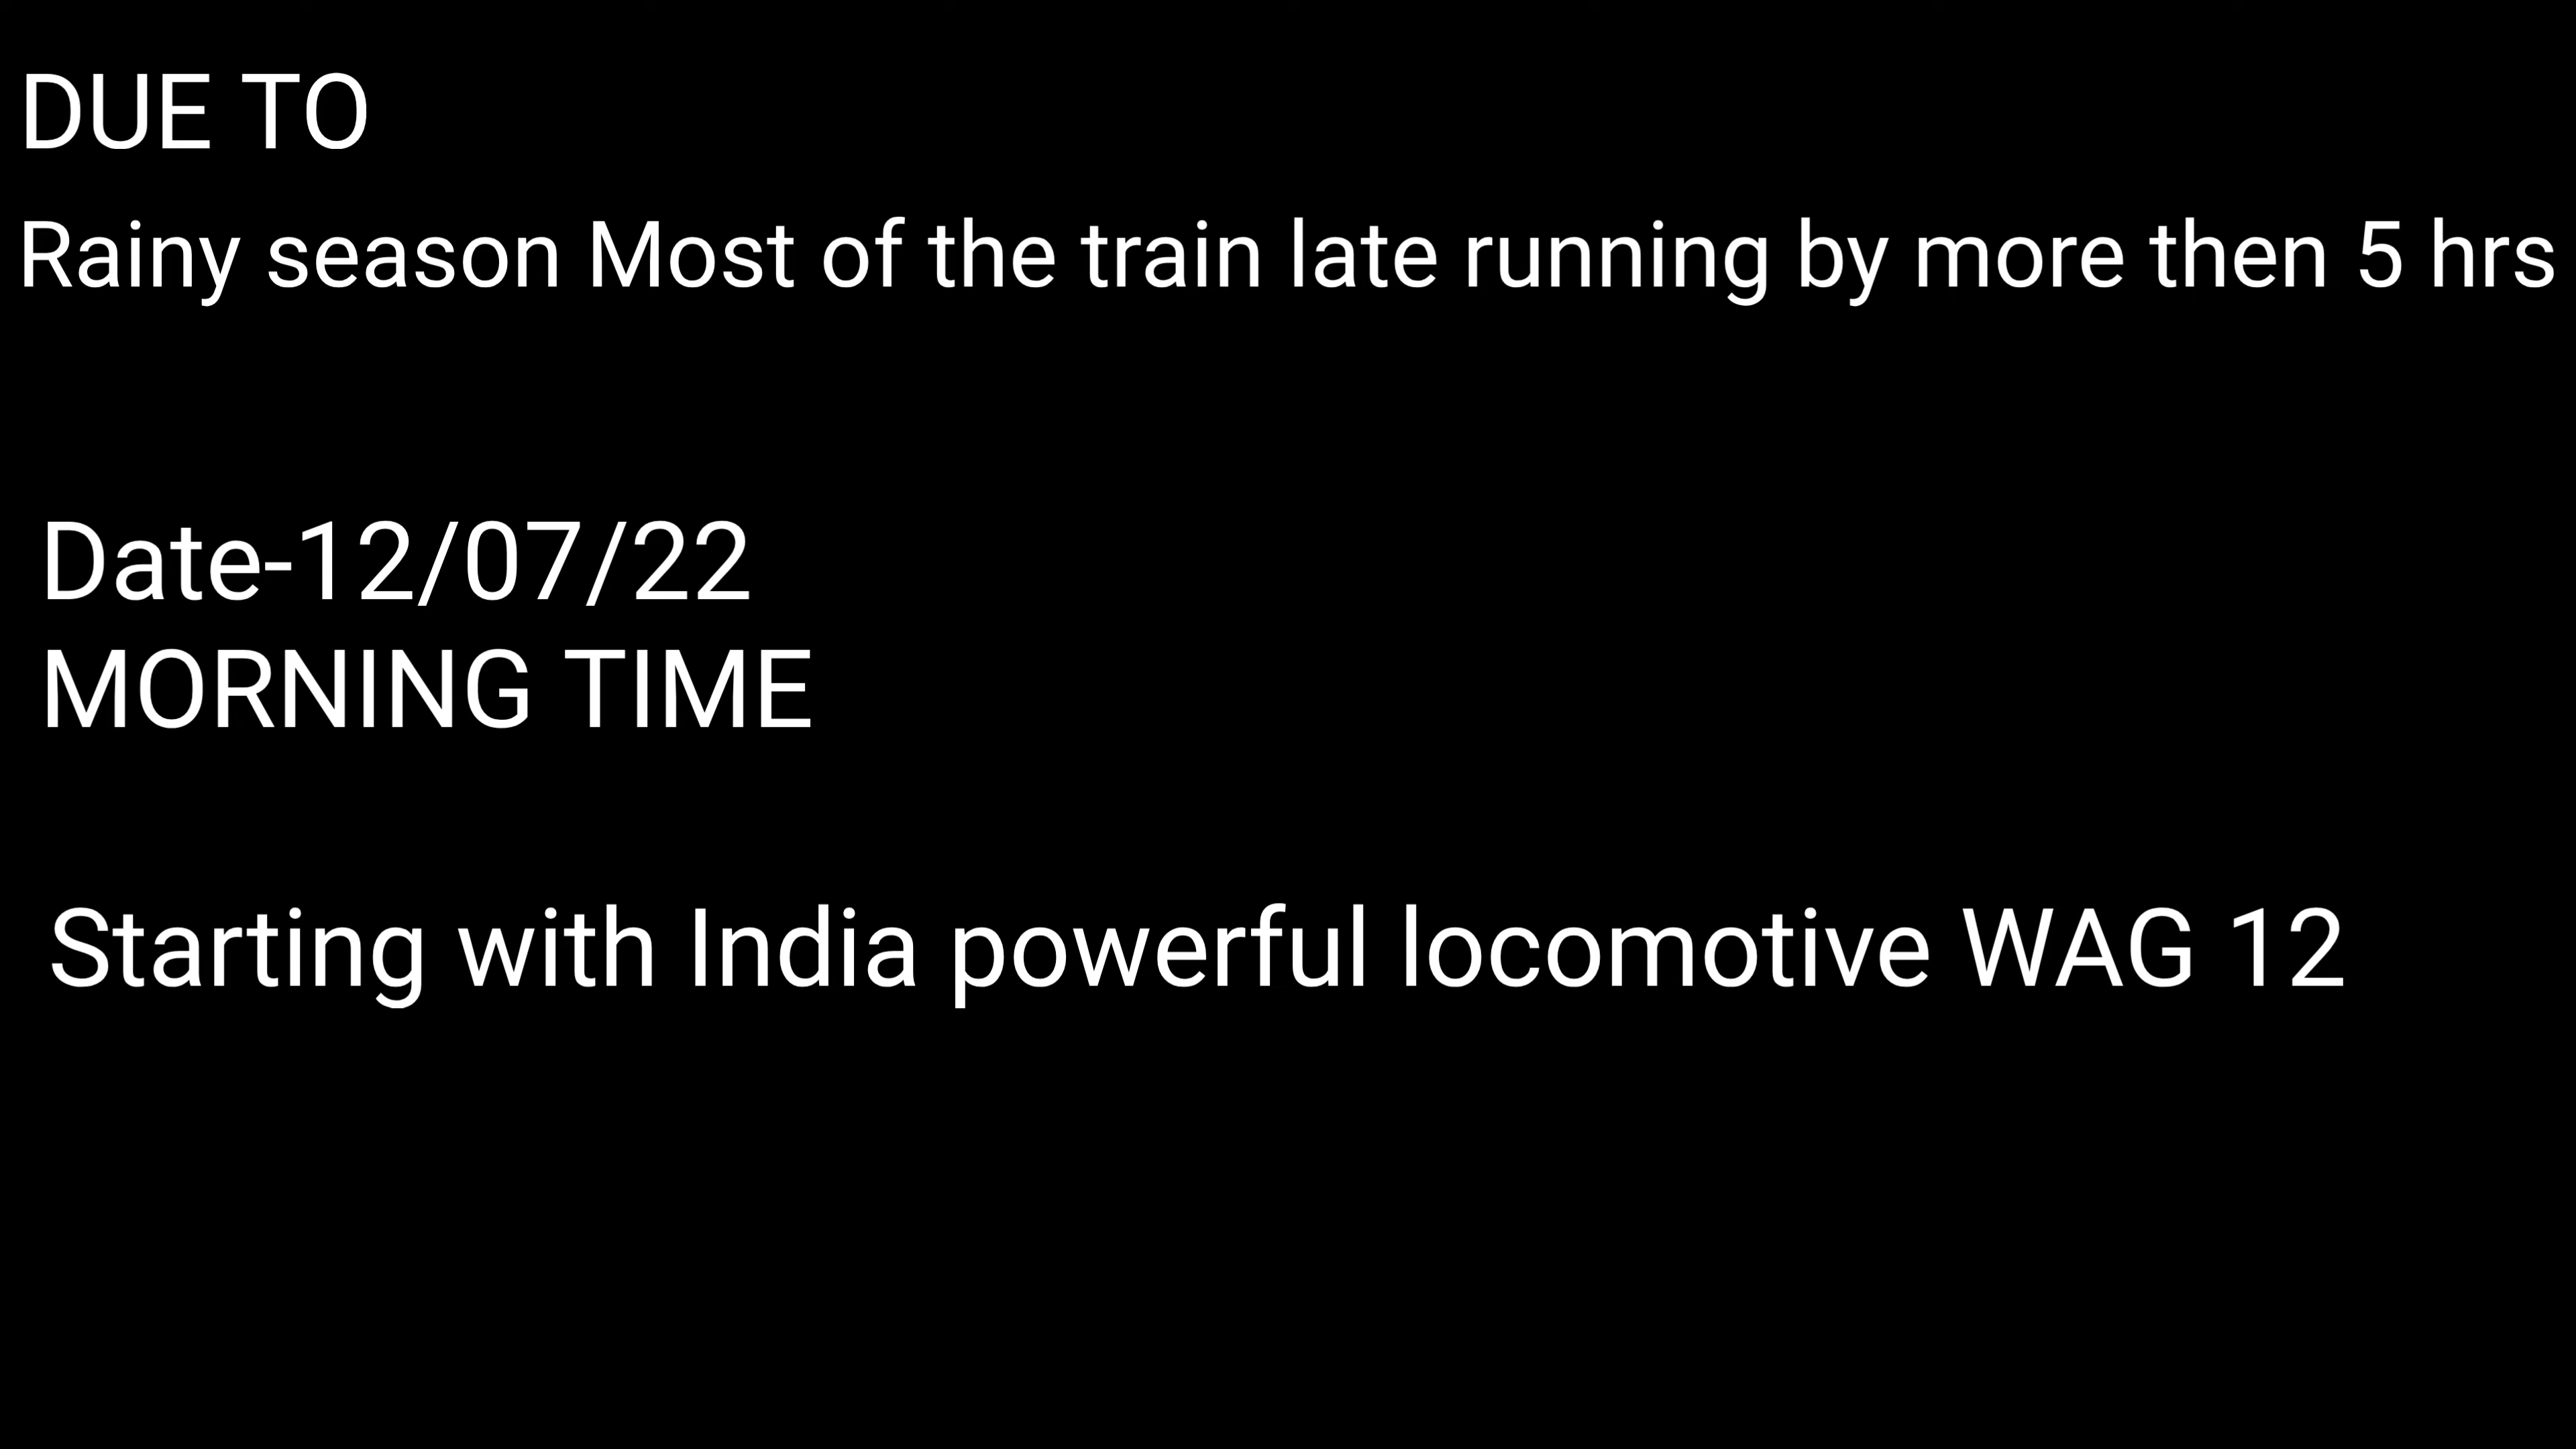 DUE TO
Rainy season Most of the train late running by more then 5 hrs
Date-12/07/22
MORNING TIME
Starting with India powerful locomotive WAG 12